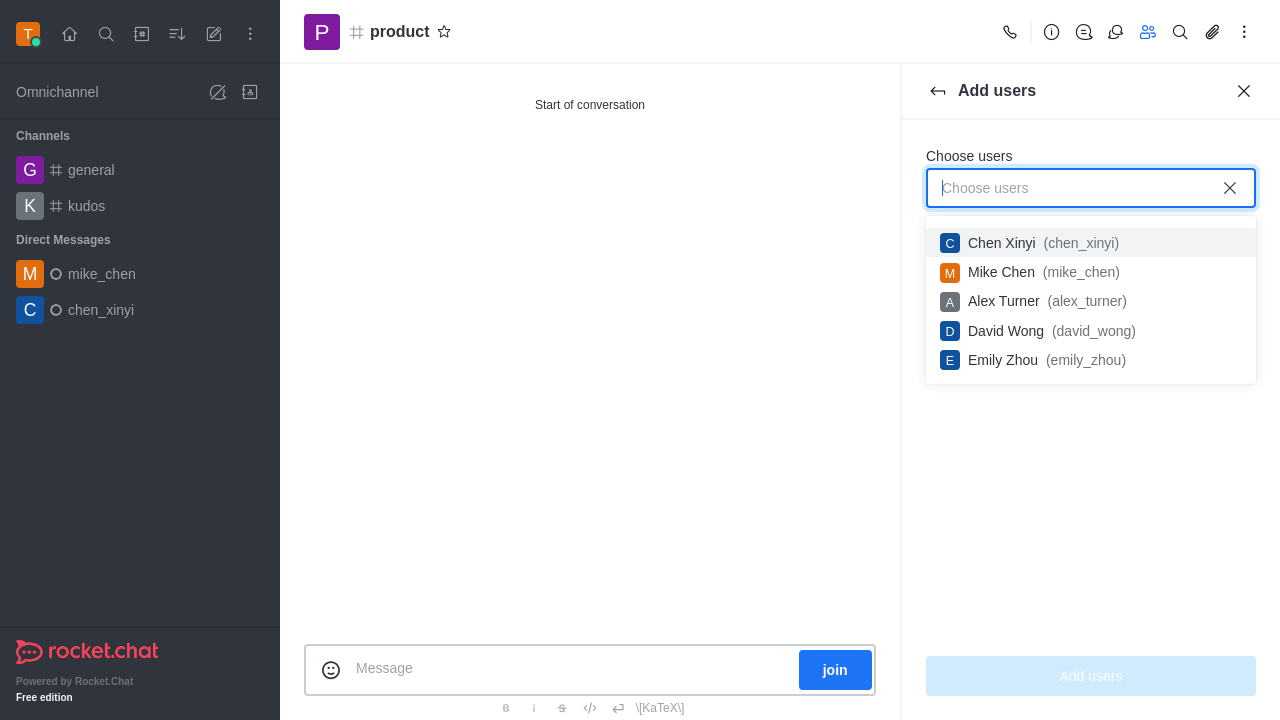 T
Omnichannel
Channels
G general
K kudos
Direct Messages
M mike_chen
C chen_xinyi
rocket.chat
Powered by Rocket.Chat
Free edition
P product
Start of conversation
Message
join
B i S \[KaTeX\]
Add users
Choose users
Choose users
C Chen Xinyi (chen_xinyi)
M Mike Chen (mike_chen)
A Alex Turner (alex_turner)
D David Wong (david_wong)
E Emily Zhou (emily_zhou)
Add users